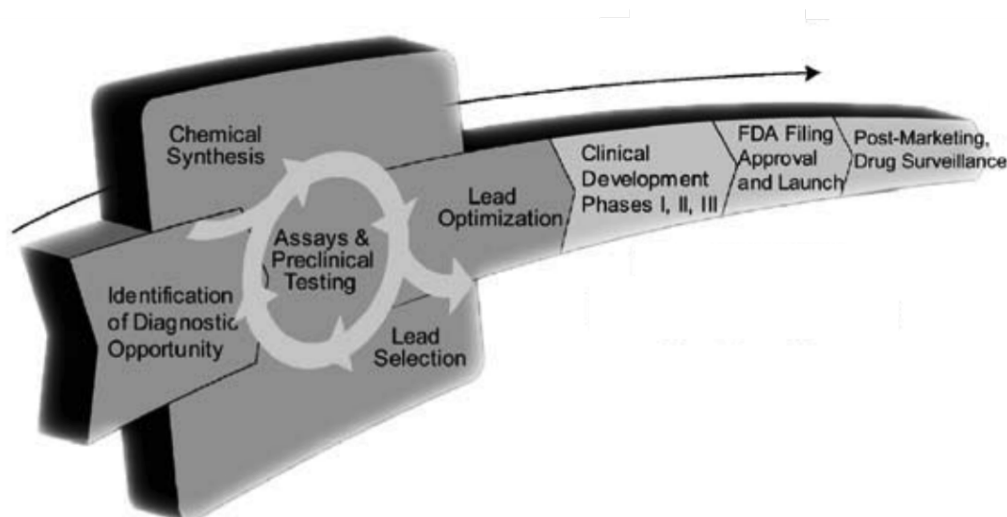 Chemical
Synthesis
Assays &
Preclinical
Testing
Identification
of Diagnostic
Opportunity
Lead
Selection
Lead
Optimization
Clinical
Development
Phases I, II, III
FDA Filing
Approval
and Launch
Post-Marketing,
Drug Surveillance